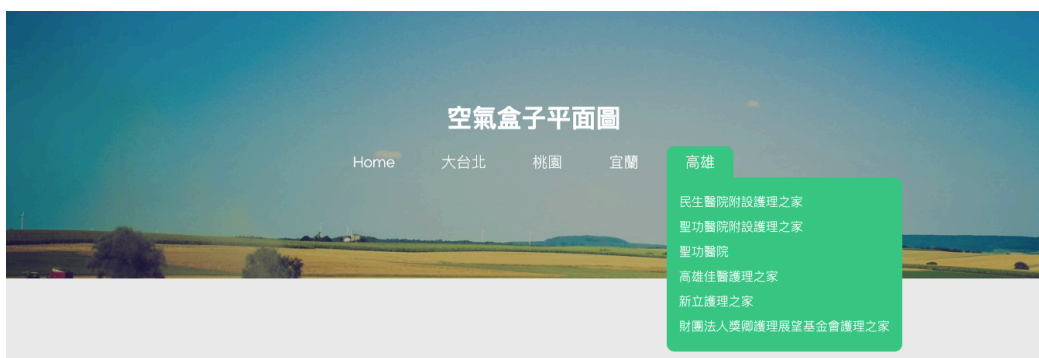 空氣盒子平面圖
Home 大台北 桃園 宜蘭 高雄
民生醫院附設護理之家
聖功醫院附設護理之家
聖功醫院
高雄佳醫護理之家
新立護理之家
財團法人獎卿護理展望基金會護理之家